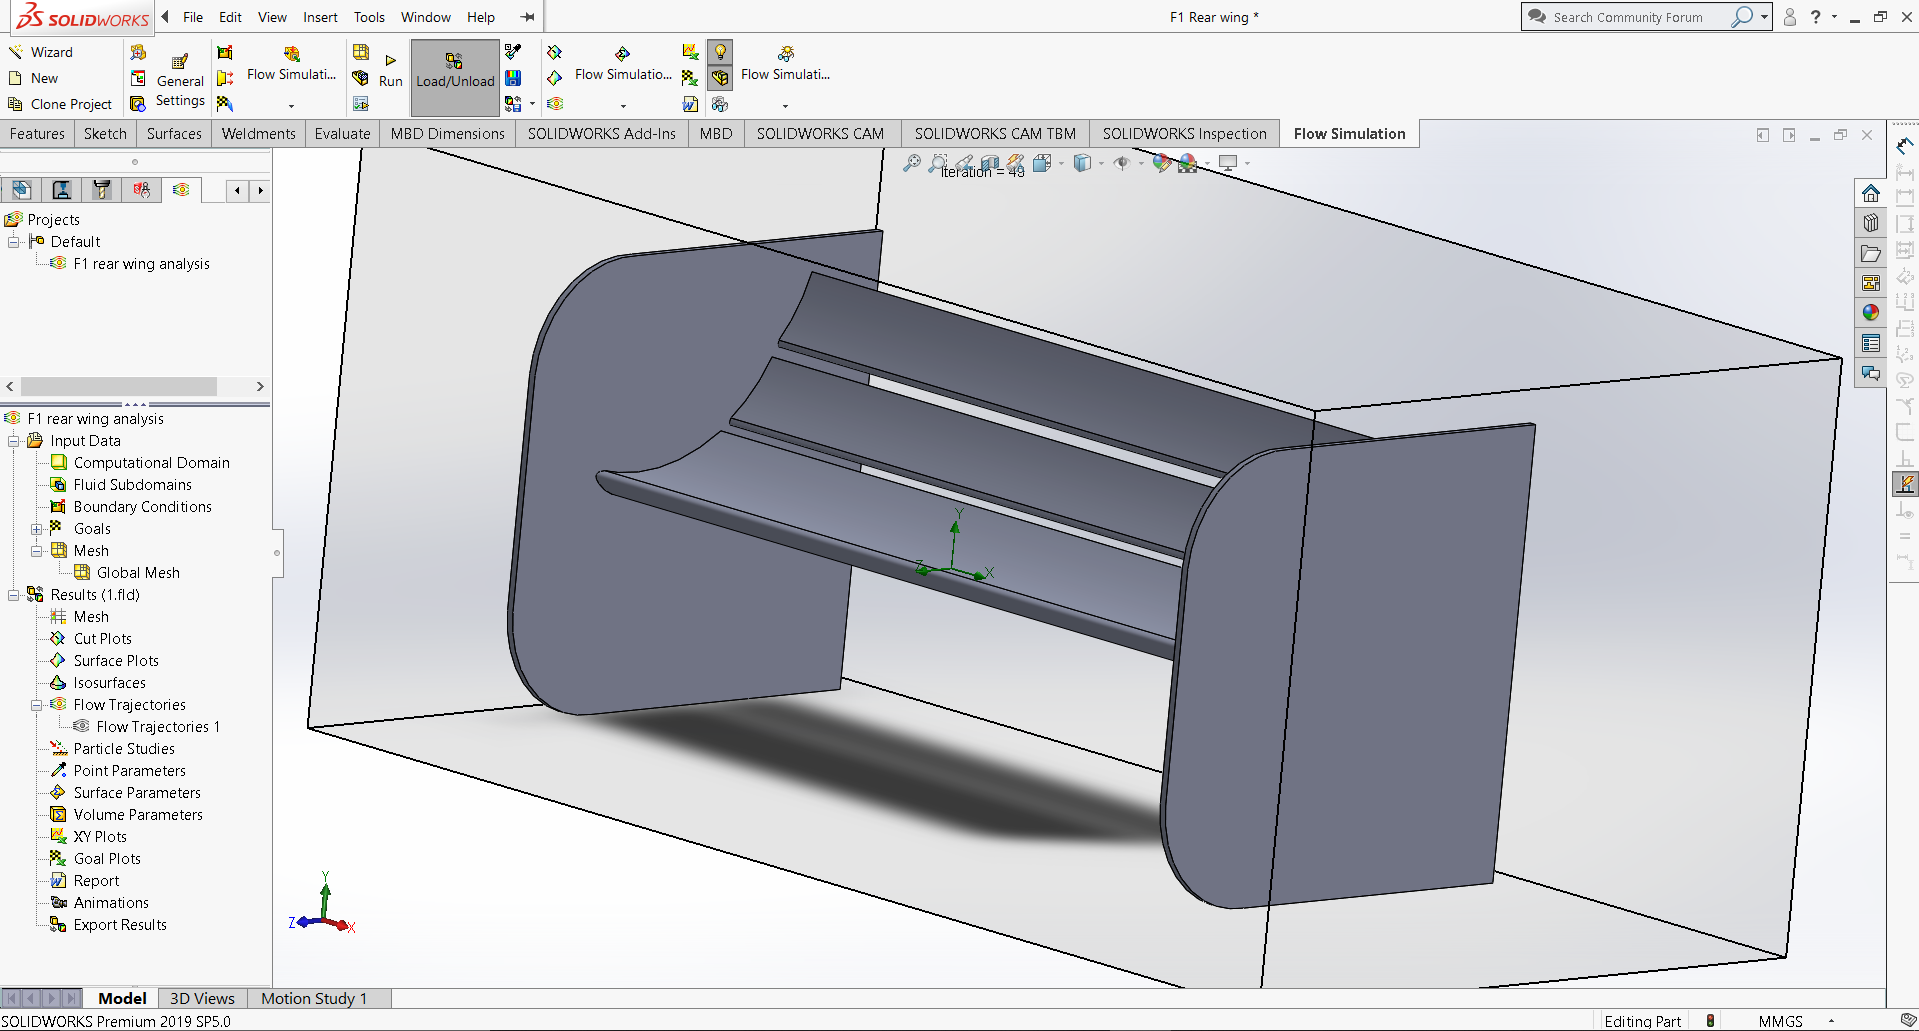 SOLIDWORKS
File Edit View Insert Tools Window Help
F1 Rear wing *
Search Community Forum
?
Wizard
New
Clone Project
General
Settings
Flow Simulati...
Run
Load/Unload
Flow Simulatio...
Flow Simulati...
Features
Sketch
Surfaces
Weldments
Evaluate
MBD Dimensions
SOLIDWORKS Add-Ins
MBD
SOLIDWORKS CAM
SOLIDWORKS CAM TBM
SOLIDWORKS Inspection
Flow Simulation
Iteration = 43
Projects
Default
F1 rear wing analysis
F1 rear wing analysis
Input Data
Computational Domain
Fluid Subdomains
Boundary Conditions
Goals
Mesh
Global Mesh
Results (1.fld)
Mesh
Cut Plots
Surface Plots
Isosurfaces
Flow Trajectories
Flow Trajectories 1
Particle Studies
Point Parameters
Surface Parameters
Volume Parameters
XY Plots
Goal Plots
Report
Animations
Export Results
Y
Z
X
Y
Z
X
Model
3D Views
Motion Study 1
SOLIDWORKS Premium 2019 SP5.0
Editing Part
MMGS